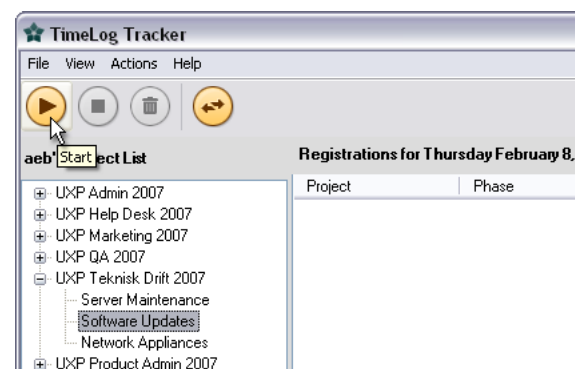 TimeLog Tracker
File View Actions Help
Start
aeb' ect List
Registrations for Thursday February 8,
Project Phase
UXP Admin 2007
UXP Help Desk 2007
UXP Marketing 2007
UXP QA 2007
UXP Teknisk Drift 2007
Server Maintenance
Software Updates
Network Appliances
UXP Product Admin 2007